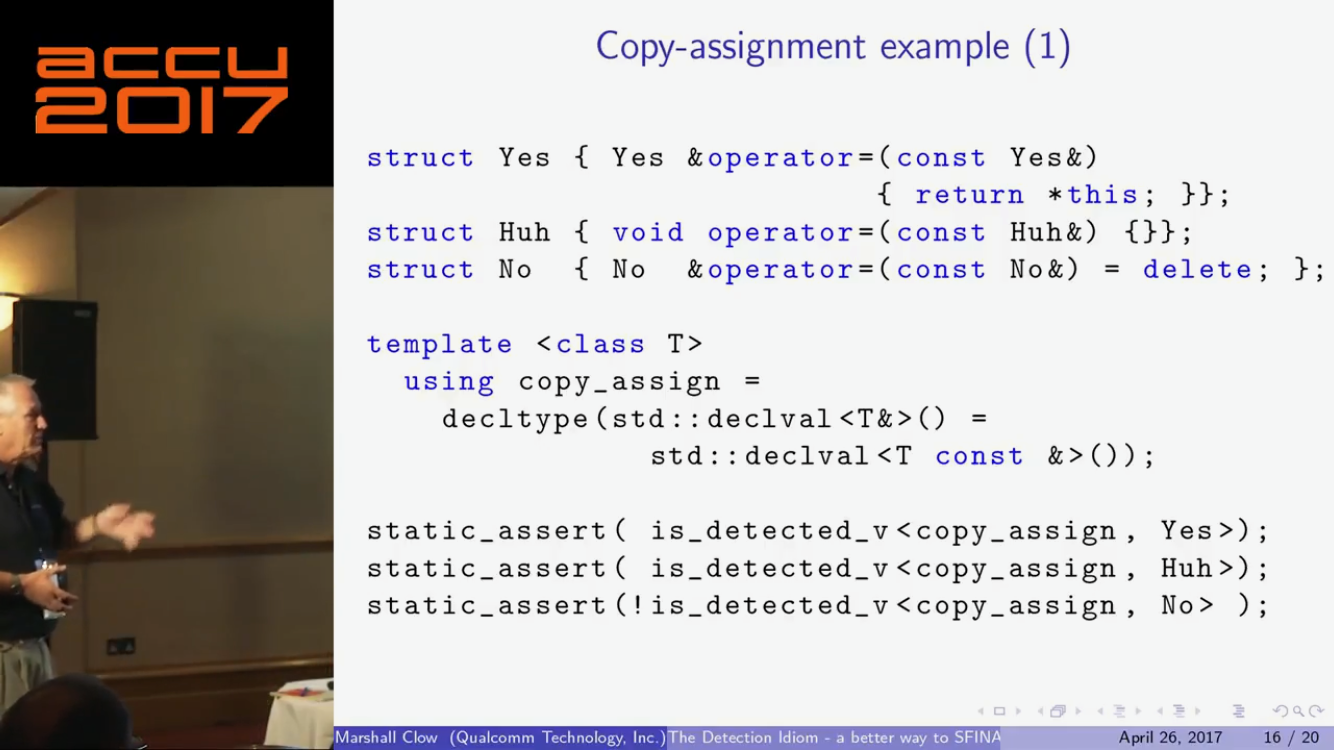 accu
2017
Copy-assignment example (1)
struct Yes { Yes &operator=(const Yes&)
{ return *this; }};
struct Huh { void operator=(const Huh&) {}};
struct No { No &operator=(const No&) = delete; };
template <class T>
using copy_assign =
decltype(std::declval<T&>() =
std::declval<T const &>());
static_assert( is_detected_v<copy_assign, Yes>);
static_assert( is_detected_v<copy_assign, Huh>);
static_assert(!is_detected_v<copy_assign, No> );
Marshall Clow (Qualcomm Technology, Inc.) The Detection Idiom - a better way to SFINA April 26, 2017 16 / 20